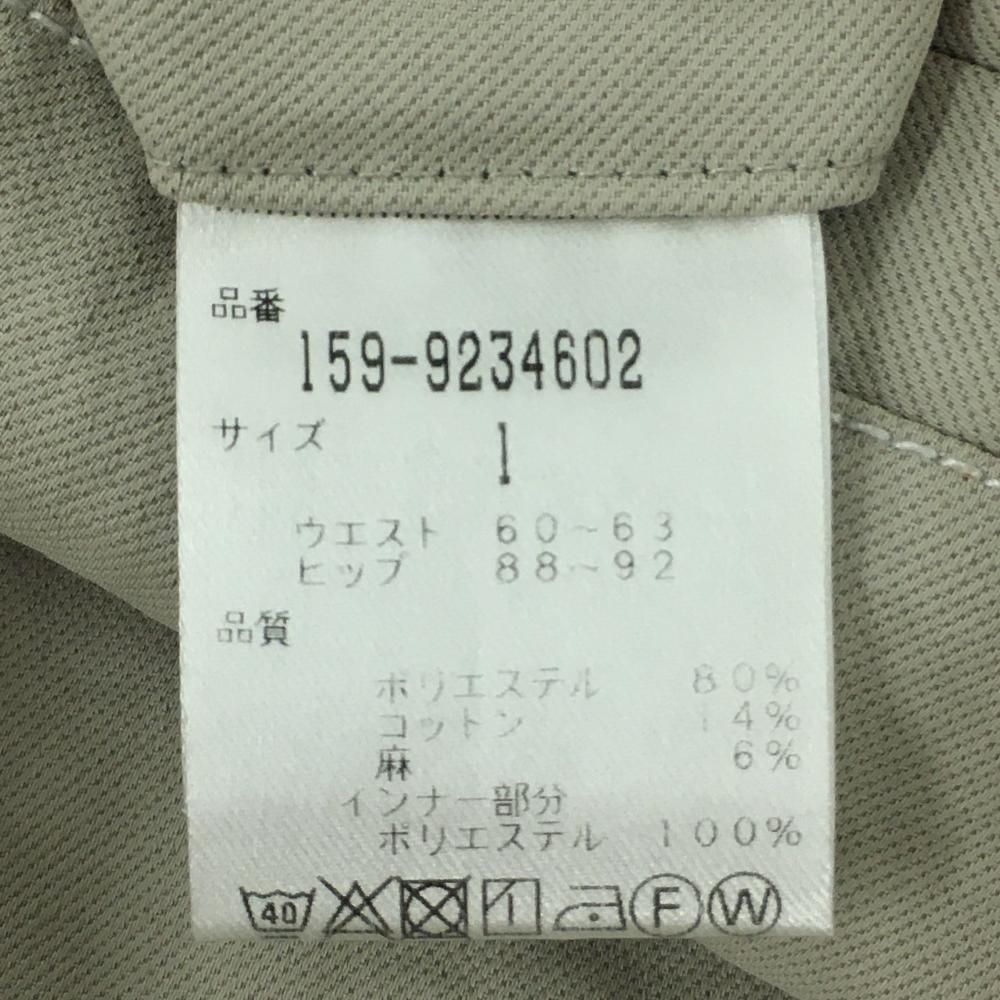 品番
159-9234602
サイズ 1
ウエスト 60~63
ヒップ 88~92
品質
ポリエステル 80%
コットン 14%
麻 6%
インナー部分
ポリエステル 100%
40 1 F W